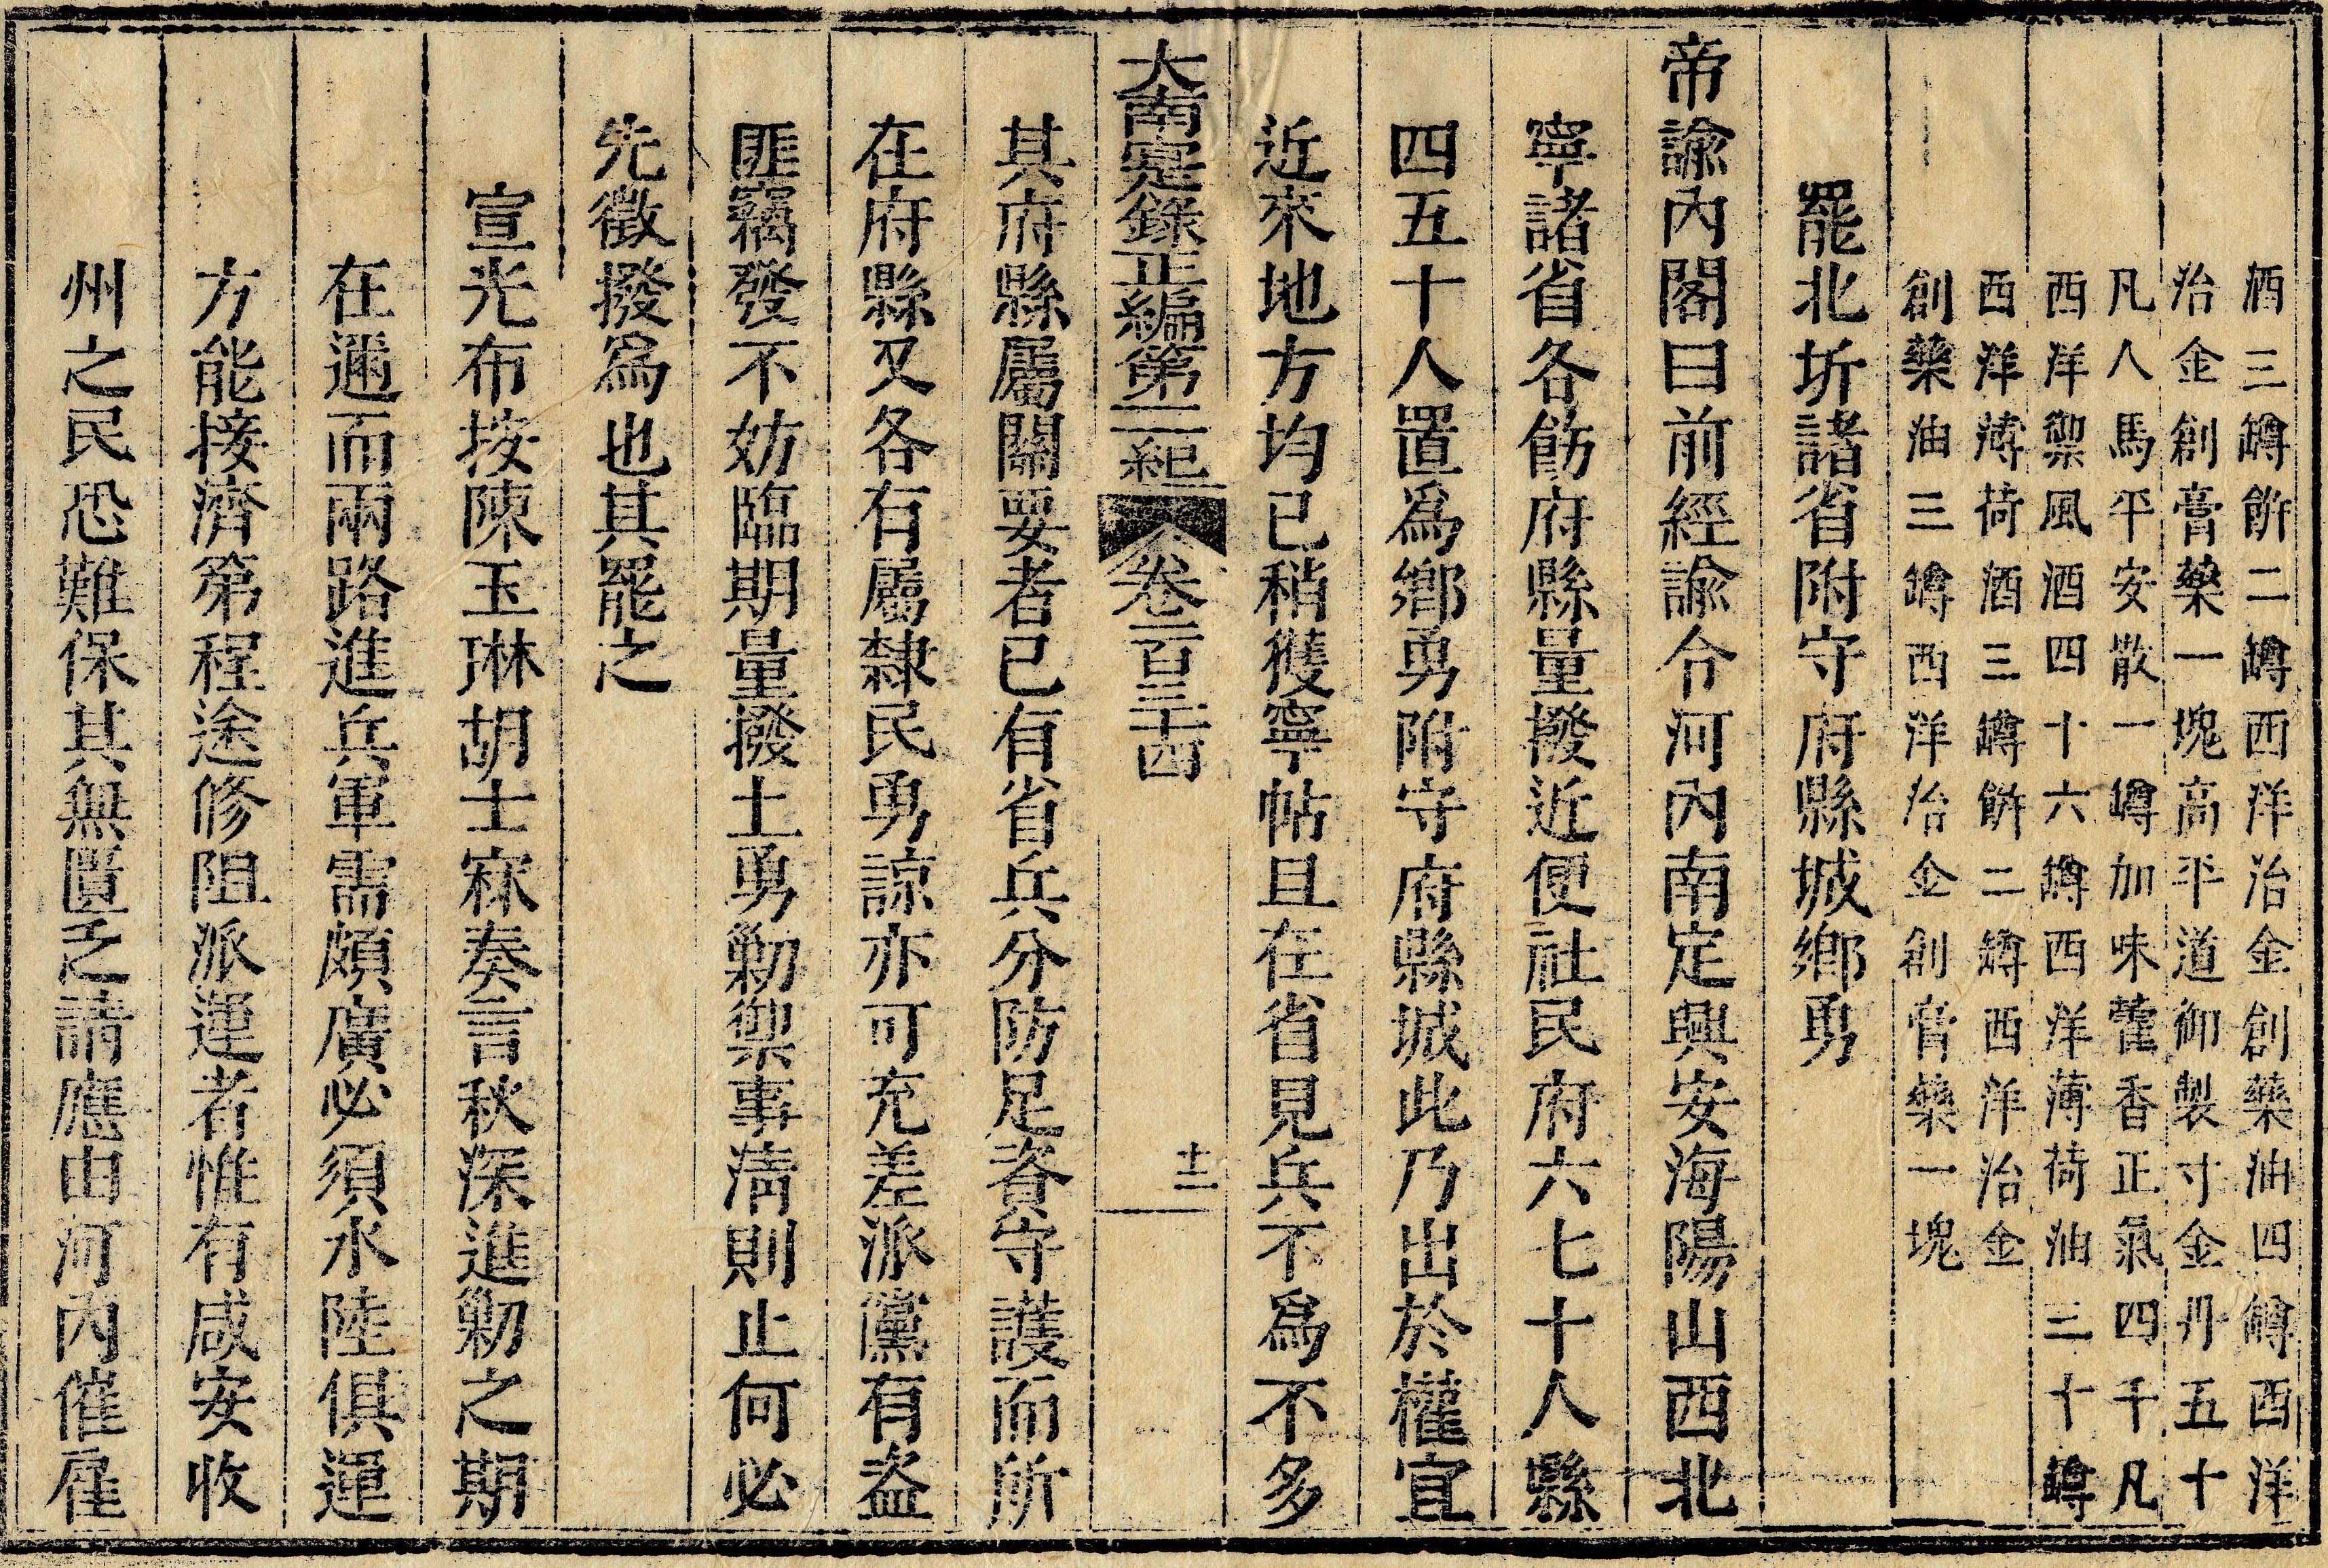 酒三罇餠二罇西洋治金創藥油四罇西洋
治金創膏藥一塊高平道御製寸金丹五十
凡人馬平安散一罇加味藿香正氣四千凡
西洋禦風酒四十六罇西洋薄荷油三十罇
西洋薄荷酒三罇餠二罇西洋治金
創藥油三罇西洋治金創膏藥一塊
罷北圻諸省附守府縣城鄉勇
帝諭內閣曰前經諭令河內南定興安海陽山西北
寧諸省各飭府縣量撥近便社民府六七十人縣
四五十人置爲鄉勇附守府縣城此乃出於權宜
近來地方均已稍獲寧帖且在省見兵不爲不多
大南寔錄正編第二紀 卷一百三十四 十二
其府縣屬關要者已有省兵分防足資守護而所
在府縣又各有屬隸民勇諒亦可充差派黨有盜
匪竊發不妨臨期量撥土勇勦禦事淸則止何必
先徵撥爲也其罷之
宣光布按陳玉琳胡士𡩋奏言秋深進勦之期
在邇而兩路進兵軍需頗廣必須水陸俱運
方能接濟第程途修阻派運者惟有咸安收
州之民恐難保其無匱乏請應由河內催雇